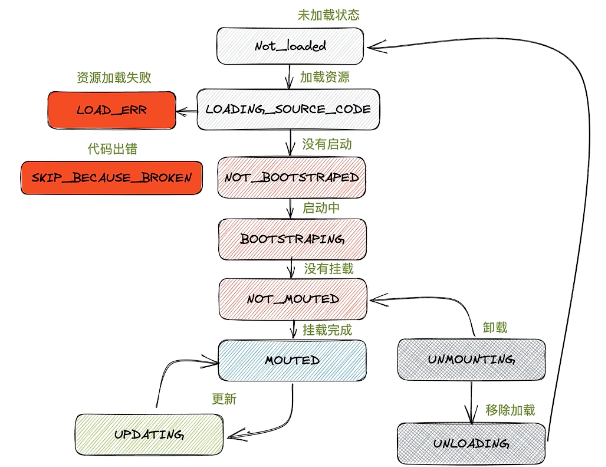 未加载状态
Not_loaded
加载资源
资源加载失败
LOAD_ERR
LOADING_SOURCE_CODE
没有启动
代码出错
SKIP_BECAUSE_BROKEN
NOT_BOOTSTRAPED
启动中
BOOTSTRAPING
没有挂载
NOT_MOUTED
挂载完成
卸载
MOUTED
UNMOUNTING
更新
移除加载
UPDATING
UNLOADING